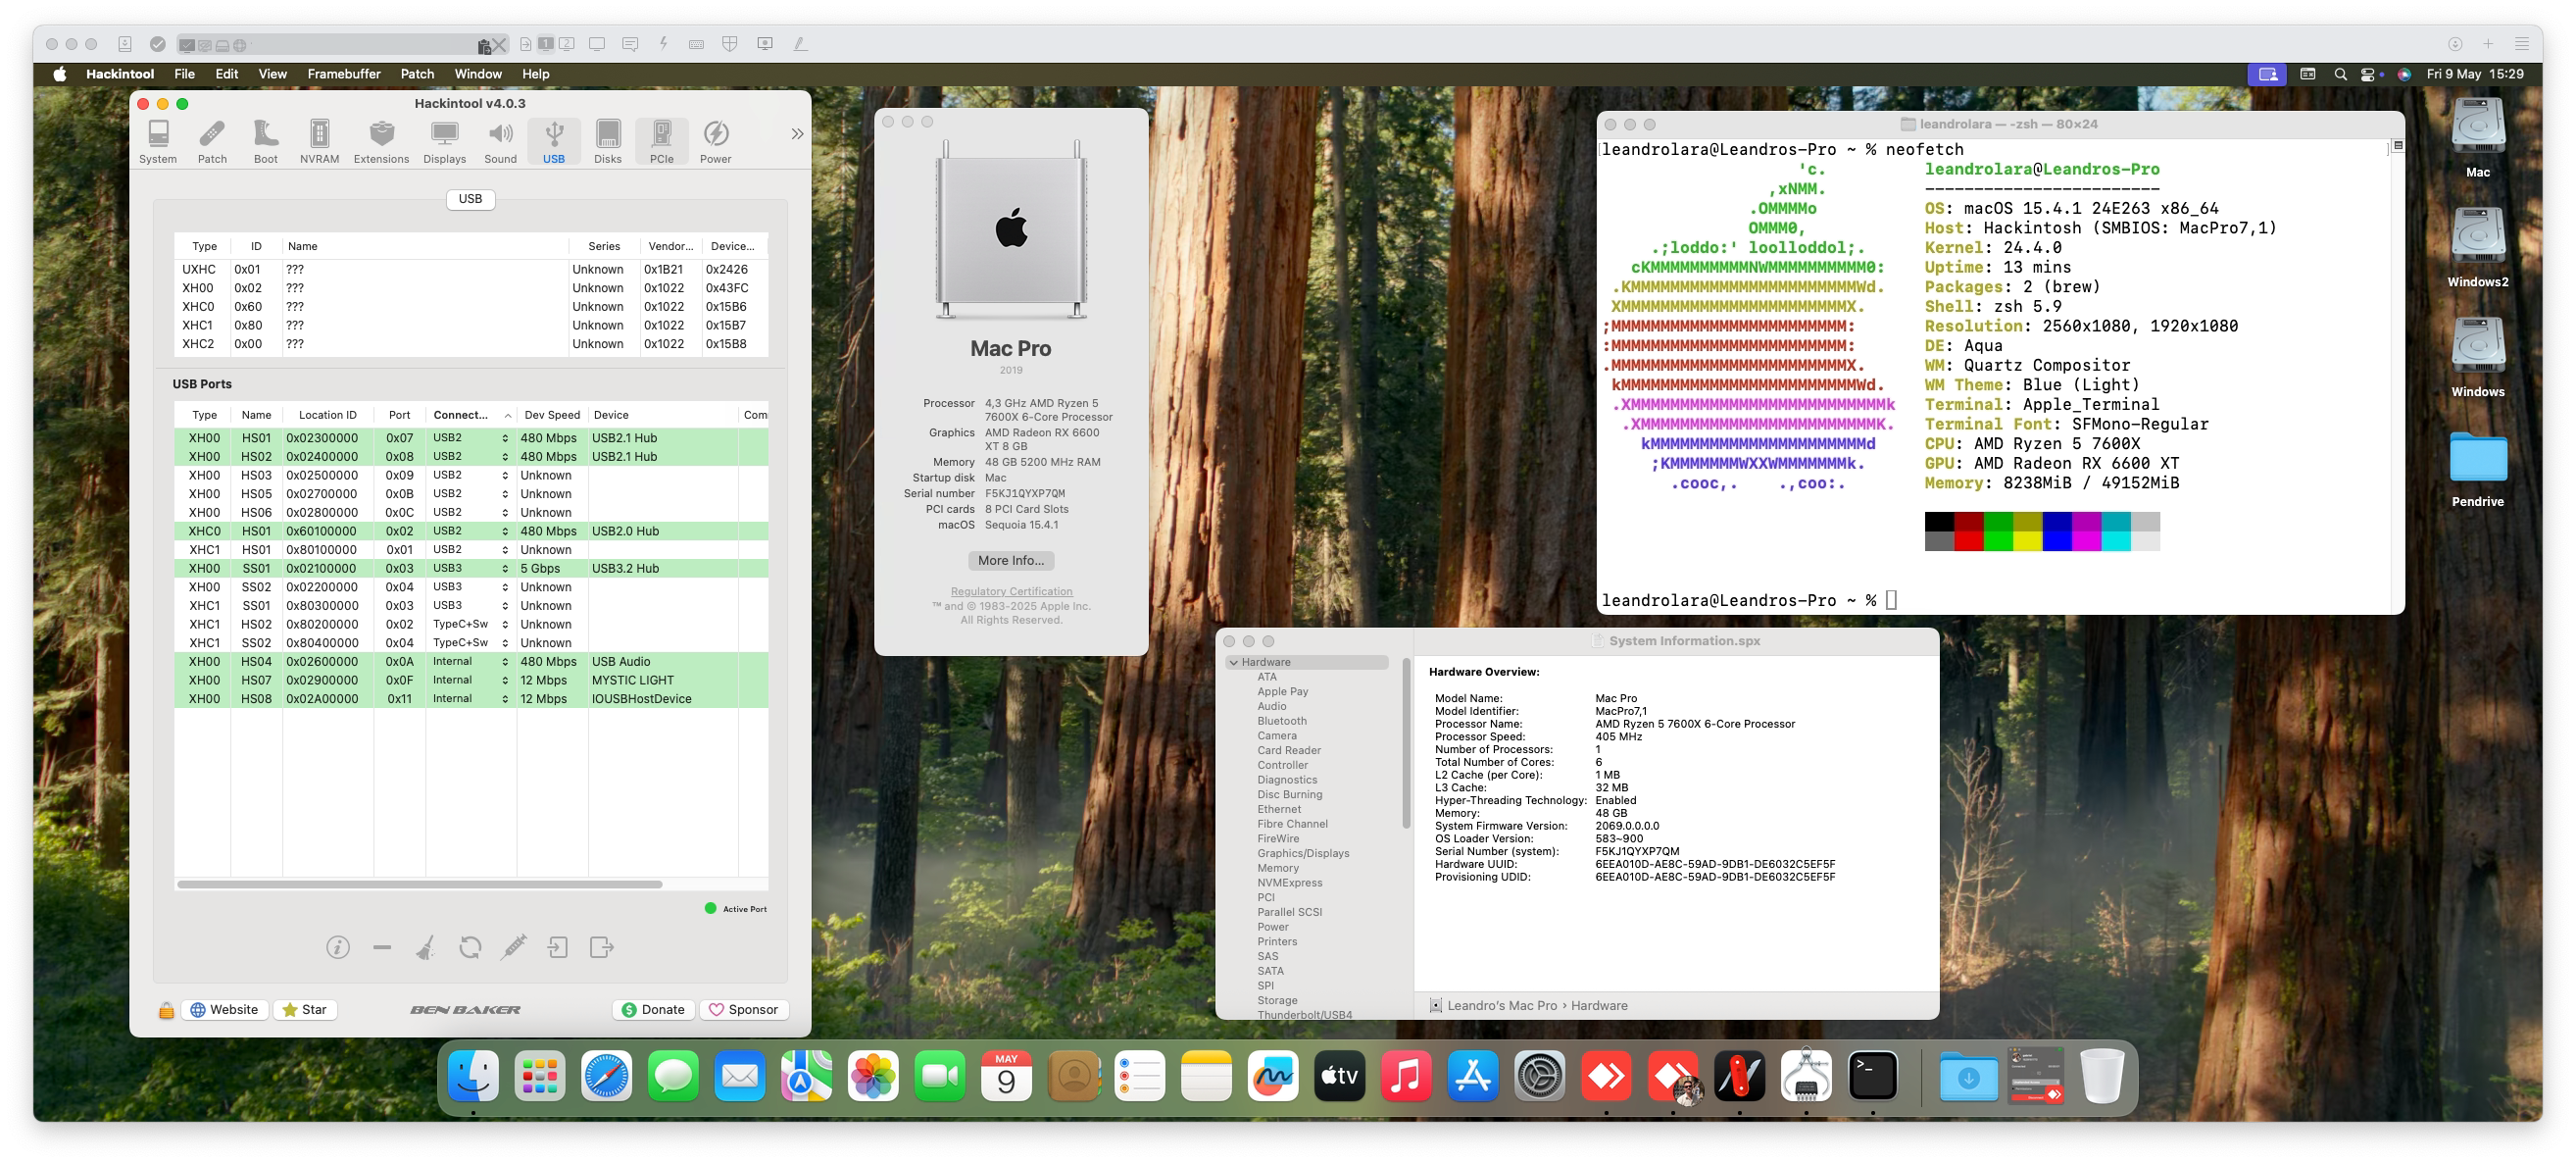 Hackintool File Edit View Framebuffer Patch Window Help
Fri 9 May 15:29
Hackintool v4.0.3
System Patch Boot NVRAM Extensions Displays Sound USB Disks PCIe Power
USB
Type ID Name Series Vendor... Device...
UXHC 0x01 ??? Unknown 0x1B21 0x2426
XH00 0x02 ??? Unknown 0x1022 0x43FC
XHC0 0x60 ??? Unknown 0x1022 0x15B6
XHC1 0x80 ??? Unknown 0x1022 0x15B7
XHC2 0x00 ??? Unknown 0x1022 0x15B8
USB Ports
Type Name Location ID Port Connect... Dev Speed Device Com
XH00 HS01 0x02300000 0x07 USB2 480 Mbps USB2.1 Hub
XH00 HS02 0x02400000 0x08 USB2 480 Mbps USB2.1 Hub
XH00 HS03 0x02500000 0x09 USB2 Unknown
XH00 HS05 0x02700000 0x0B USB2 Unknown
XH00 HS06 0x02800000 0x0C USB2 Unknown
XHC0 HS01 0x60100000 0x02 USB2 480 Mbps USB2.0 Hub
XHC1 HS01 0x80100000 0x01 USB2 Unknown
XH00 SS01 0x02100000 0x03 USB3 5 Gbps USB3.2 Hub
XH00 SS02 0x02200000 0x04 USB3 Unknown
XHC1 SS01 0x80300000 0x03 USB3 Unknown
XHC1 HS02 0x80200000 0x02 TypeC+Sw Unknown
XHC1 SS02 0x80400000 0x04 TypeC+Sw Unknown
XH00 HS04 0x02600000 0x0A Internal 480 Mbps USB Audio
XH00 HS07 0x02900000 0x0F Internal 12 Mbps MYSTIC LIGHT
XH00 HS08 0x02A00000 0x11 Internal 12 Mbps IOUSBHostDevice
Active Port
Website Star BEN BAKER Donate Sponsor
Mac Pro
2019
Processor 4,3 GHz AMD Ryzen 5
7600X 6-Core Processor
Graphics AMD Radeon RX 6600
XT 8 GB
Memory 48 GB 5200 MHz RAM
Startup disk Mac
Serial number F5KJ1QYXP7QM
PCI cards 8 PCI Card Slots
macOS Sequoia 15.4.1
More Info...
Regulatory Certification
™ and © 1983-2025 Apple Inc.
All Rights Reserved.
leandrolara — -zsh — 80×24
leandrolara@Leandros-Pro ~ % neofetch
'c. leandrolara@Leandros-Pro
,xNMM. ------------------------
.OMMMMo OS: macOS 15.4.1 24E263 x86_64
OMMM0, Host: Hackintosh (SMBIOS: MacPro7,1)
.;loddo:' loolloddol;. Kernel: 24.4.0
cKMMMMMMMMMMNWMMMMMMMMMM0: Uptime: 13 mins
.KMMMMMMMMMMMMMMMMMMMMMMMWd. Packages: 2 (brew)
XMMMMMMMMMMMMMMMMMMMMMMMX. Shell: zsh 5.9
;MMMMMMMMMMMMMMMMMMMMMMMM: Resolution: 2560x1080, 1920x1080
:MMMMMMMMMMMMMMMMMMMMMMMM: DE: Aqua
.MMMMMMMMMMMMMMMMMMMMMMMMX. WM: Quartz Compositor
kMMMMMMMMMMMMMMMMMMMMMMMMWd. WM Theme: Blue (Light)
.XMMMMMMMMMMMMMMMMMMMMMMMMMMk Terminal: Apple_Terminal
.XMMMMMMMMMMMMMMMMMMMMMMMMK. Terminal Font: SFMono-Regular
kMMMMMMMMMMMMMMMMMMMMMMd CPU: AMD Ryzen 5 7600X
;KMMMMMMMWXXWMMMMMMMk. GPU: AMD Radeon RX 6600 XT
.cooc,. .,coo:. Memory: 8238MiB / 49152MiB
leandrolara@Leandros-Pro ~ %
System Information.spx
Hardware
ATA
Apple Pay
Audio
Bluetooth
Camera
Card Reader
Controller
Diagnostics
Disc Burning
Ethernet
Fibre Channel
FireWire
Graphics/Displays
Memory
NVMExpress
PCI
Parallel SCSI
Power
Printers
SAS
SATA
SPI
Storage
Thunderbolt/USB4
Hardware Overview:
Model Name: Mac Pro
Model Identifier: MacPro7,1
Processor Name: AMD Ryzen 5 7600X 6-Core Processor
Processor Speed: 405 MHz
Number of Processors: 1
Total Number of Cores: 6
L2 Cache (per Core): 1 MB
L3 Cache: 32 MB
Hyper-Threading Technology: Enabled
Memory: 48 GB
System Firmware Version: 2069.0.0.0.0
OS Loader Version: 583~900
Serial Number (system): F5KJ1QYXP7QM
Hardware UUID: 6EEA010D-AE8C-59AD-9DB1-DE6032C5EF5F
Provisioning UDID: 6EEA010D-AE8C-59AD-9DB1-DE6032C5EF5F
Leandro's Mac Pro › Hardware
Mac
Windows2
Windows
Pendrive
MAY
9
tv